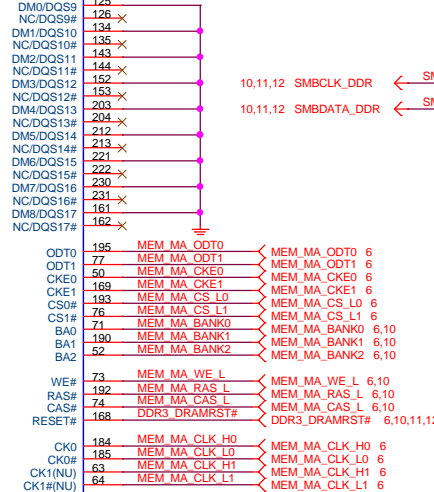 DM0/DQS9 125
NC/DQS9# 126
DM1/DQS10 134
NC/DQS10# 135
DM2/DQS11 143
NC/DQS11# 144
DM3/DQS12 152 10,11,12 SMBCLK_DDR
NC/DQS12# 153
DM4/DQS13 203 10,11,12 SMBDATA_DDR
NC/DQS13# 204
DM5/DQS14 212
NC/DQS14# 213
DM6/DQS15 221
NC/DQS15# 222
DM7/DQS16 230
NC/DQS16# 231
DM8/DQS17 161
NC/DQS17# 162
ODT0 195 MEM_MA_ODT0 MEM_MA_ODT0 6
ODT1 77 MEM_MA_ODT1 MEM_MA_ODT1 6
CKE0 50 MEM_MA_CKE0 MEM_MA_CKE0 6
CKE1 169 MEM_MA_CKE1 MEM_MA_CKE1 6
CS0# 193 MEM_MA_CS_L0 MEM_MA_CS_L0 6
CS1# 76 MEM_MA_CS_L1 MEM_MA_CS_L1 6
BA0 71 MEM_MA_BANK0 MEM_MA_BANK0 6,10
BA1 190 MEM_MA_BANK1 MEM_MA_BANK1 6,10
BA2 52 MEM_MA_BANK2 MEM_MA_BANK2 6,10
WE# 73 MEM_MA_WE_L MEM_MA_WE_L 6,10
RAS# 192 MEM_MA_RAS_L MEM_MA_RAS_L 6,10
CAS# 74 MEM_MA_CAS_L MEM_MA_CAS_L 6,10
RESET# 168 DDR3_DRAMRST# DDR3_DRAMRST# 6,10,11,12
CK0 184 MEM_MA_CLK_H0 MEM_MA_CLK_H0 6
CK0# 185 MEM_MA_CLK_L0 MEM_MA_CLK_L0 6
CK1(NU) 63 MEM_MA_CLK_H1 MEM_MA_CLK_H1 6
CK1#(NU) 64 MEM_MA_CLK_L1 MEM_MA_CLK_L1 6